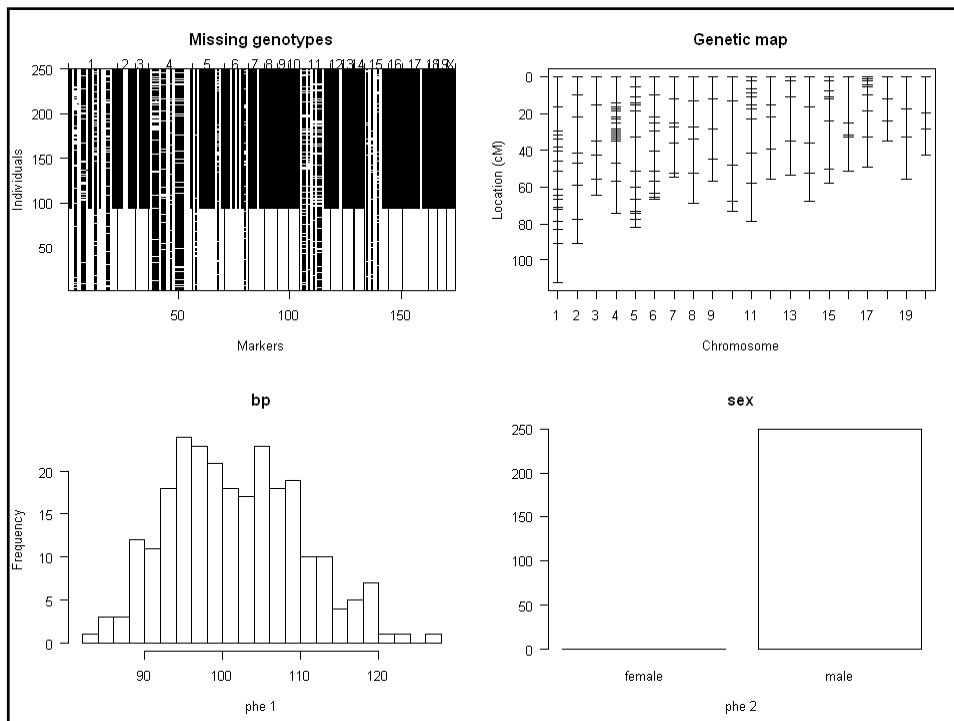 Missing genotypes
1 2 3 4 5 6 7 8 9 10 11 12 13 14 15 16 17 18 19 X
250
200
150
100
50
Individuals
50 100 150
Markers
Genetic map
0
20
40
60
80
100
Location (cM)
1 2 3 4 5 6 7 8 9 11 13 15 17 19
Chromosome
bp
20
15
10
5
0
Frequency
90 100 110 120
phe 1
sex
250
200
150
100
50
0
female male
phe 2